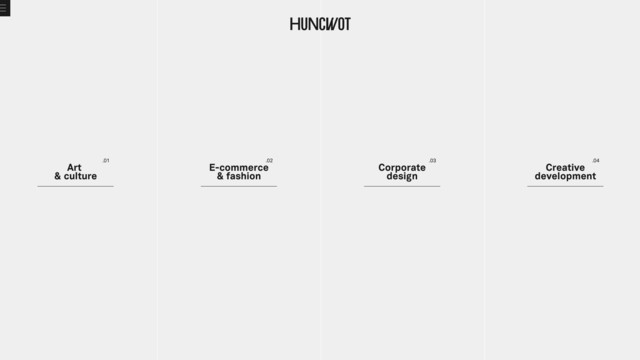 HUNCWOT
.01
Art
& culture
.02
E-commerce
& fashion
.03
Corporate
design
.04
Creative
development